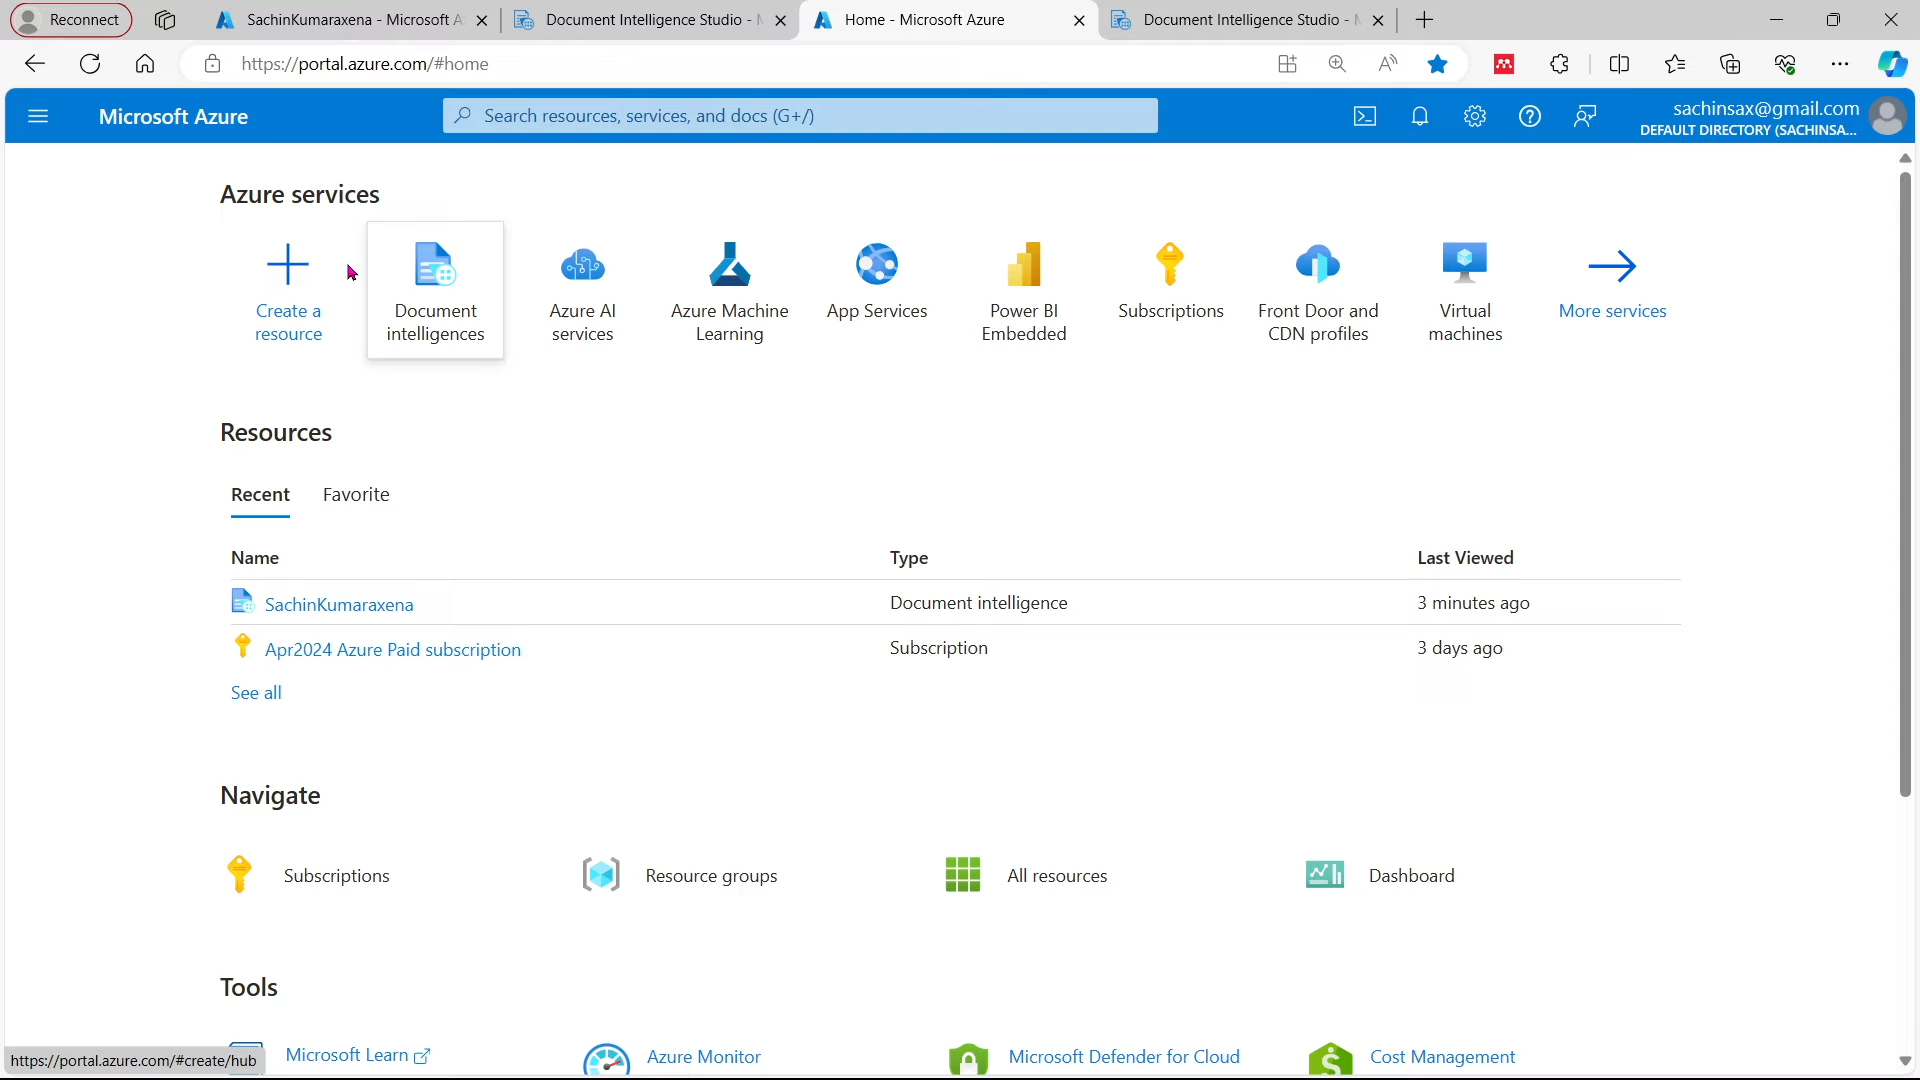 Reconnect
SachinKumaraxena - Microsoft A
Document Intelligence Studio - M
Home - Microsoft Azure
Document Intelligence Studio - M
https://portal.azure.com/#home
Microsoft Azure
Search resources, services, and docs (G+/)
sachinsax@gmail.com
DEFAULT DIRECTORY (SACHINSA...
Azure services
Create a
resource
Document
intelligences
Azure AI
services
Azure Machine
Learning
App Services
Power BI
Embedded
Subscriptions
Front Door and
CDN profiles
Virtual
machines
More services
Resources
Recent
Favorite
Name
Type
Last Viewed
SachinKumaraxena
Document intelligence
3 minutes ago
Apr2024 Azure Paid subscription
Subscription
3 days ago
See all
Navigate
Subscriptions
Resource groups
All resources
Dashboard
Tools
Microsoft Learn
Azure Monitor
Microsoft Defender for Cloud
Cost Management
https://portal.azure.com/#create/hub